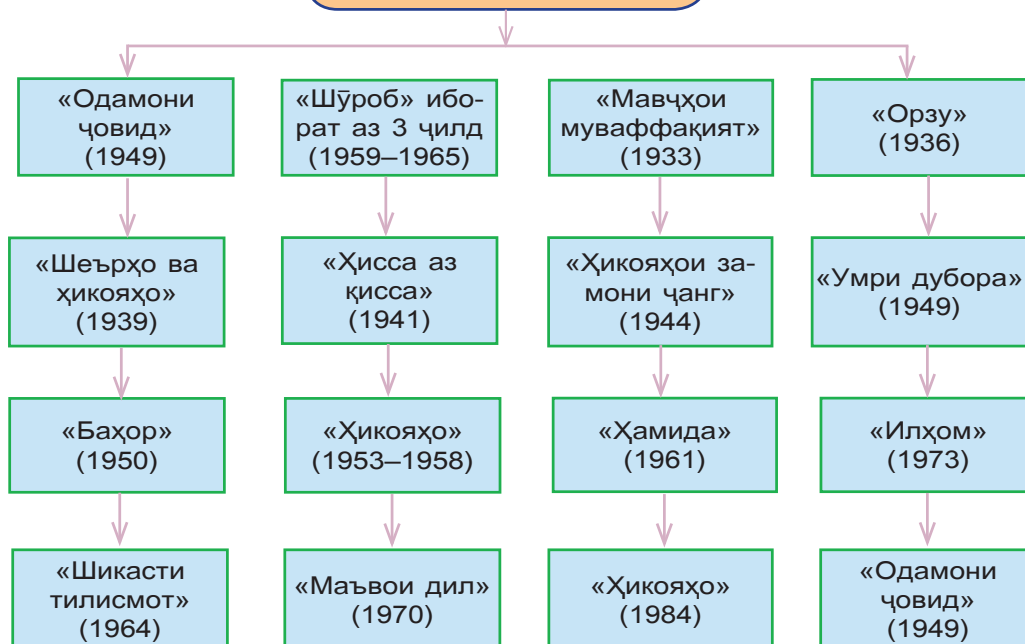 «Одамони
ҷовид»
(1949)
«Шӯроб» ибо-
рат аз 3 ҷилд
(1959–1965)
«Мавҷҳои
муваффақият»
(1933)
«Орзу»
(1936)
«Шеърҳо ва
ҳикояҳо»
(1939)
«Ҳисса аз
қисса»
(1941)
«Ҳикояҳои за-
мони ҷанг»
(1944)
«Умри дубора»
(1949)
«Баҳор»
(1950)
«Ҳикояҳо»
(1953–1958)
«Ҳамида»
(1961)
«Илҳом»
(1973)
«Шикасти
тилисмот»
(1964)
«Маъвои дил»
(1970)
«Ҳикояҳо»
(1984)
«Одамони
ҷовид»
(1949)